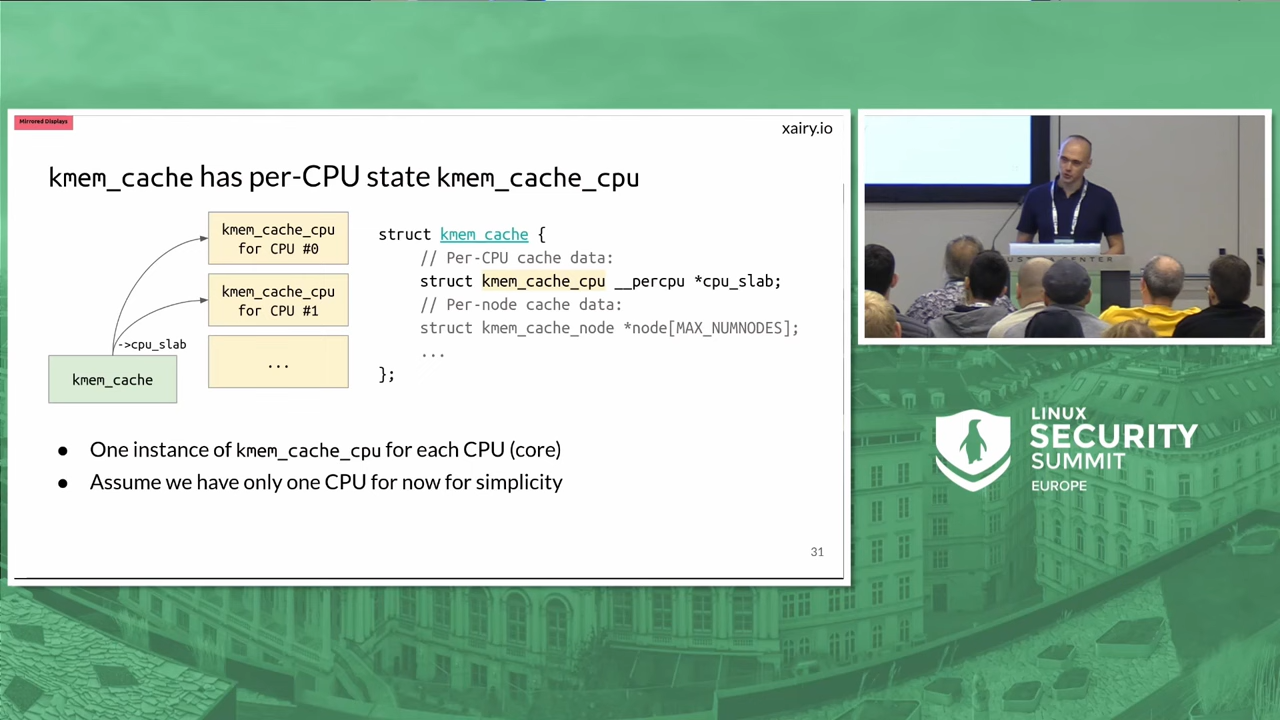 Mirrored Displays
xairy.io
kmem_cache has per-CPU state kmem_cache_cpu
kmem_cache_cpu
for CPU #0
kmem_cache_cpu
for CPU #1
...
->cpu_slab
kmem_cache
struct kmem_cache {
// Per-CPU cache data:
struct kmem_cache_cpu __percpu *cpu_slab;
// Per-node cache data:
struct kmem_cache_node *node[MAX_NUMNODES];
...
};
● One instance of kmem_cache_cpu for each CPU (core)
● Assume we have only one CPU for now for simplicity
31
LINUX
SECURITY
SUMMIT
EUROPE